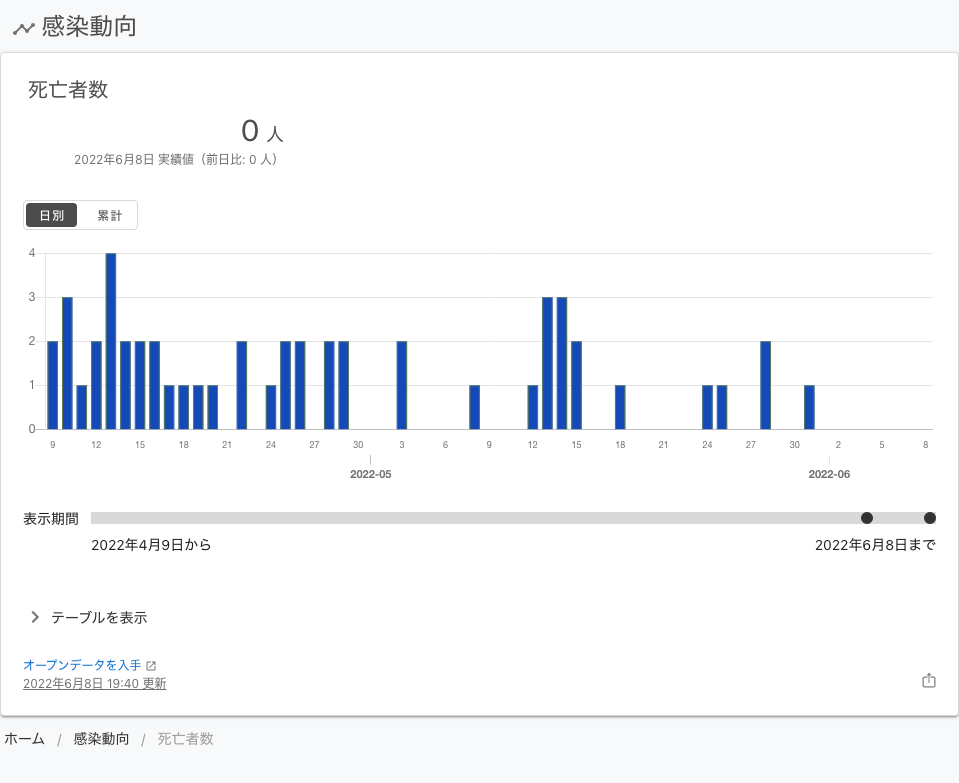 感染動向
死亡者数
0 人
2022年6月8日 実績値（前日比: 0 人）
日別 累計
4
3
2
1
0
9 12 15 18 21 24 27 30 3 6 9 12 15 18 21 24 27 30 2 5 8
2022-05 2022-06
表示期間
2022年4月9日から 2022年6月8日まで
テーブルを表示
オープンデータを入手
2022年6月8日 19:40 更新
ホーム / 感染動向 / 死亡者数